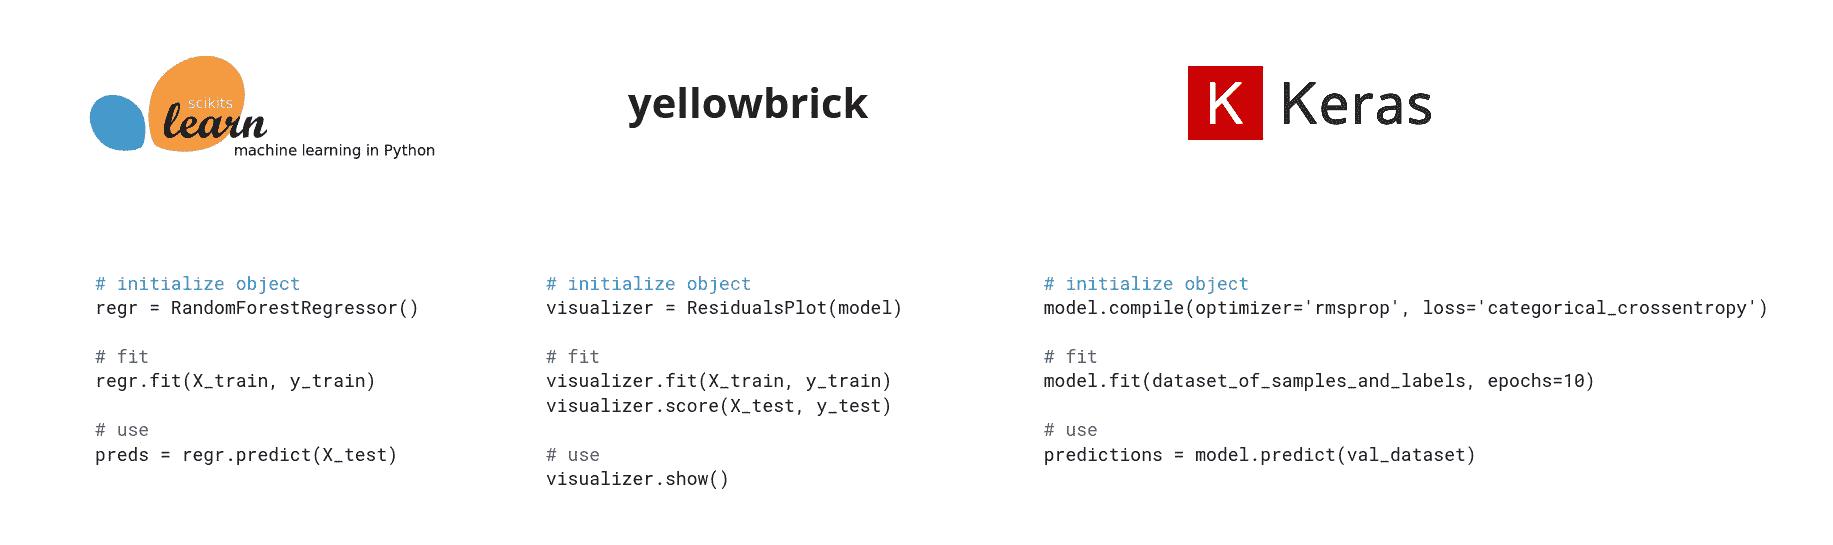 scikits
learn
machine learning in Python
yellowbrick
K Keras
# initialize object
regr = RandomForestRegressor()
# fit
regr.fit(X_train, y_train)
# use
preds = regr.predict(X_test)
# initialize object
visualizer = ResidualsPlot(model)
# fit
visualizer.fit(X_train, y_train)
visualizer.score(X_test, y_test)
# use
visualizer.show()
# initialize object
model.compile(optimizer='rmsprop', loss='categorical_crossentropy')
# fit
model.fit(dataset_of_samples_and_labels, epochs=10)
# use
predictions = model.predict(val_dataset)